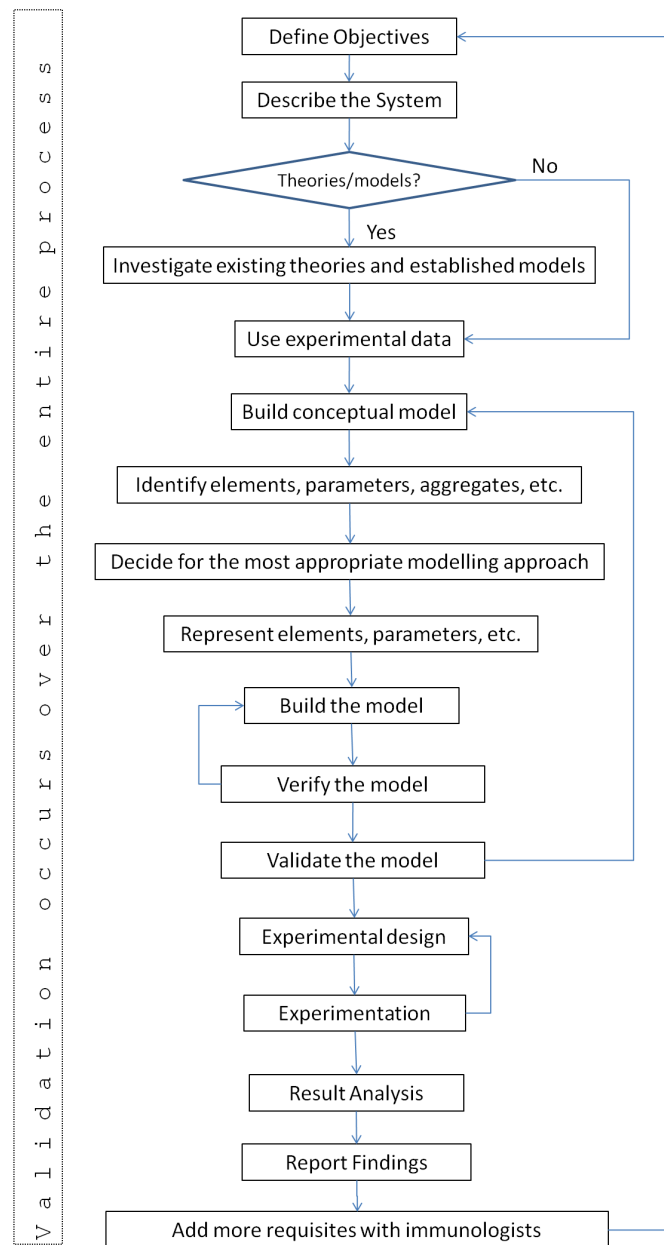 Define Objectives
Describe the System
Theories/models?
No
Yes
Investigate existing theories and established models
Use experimental data
Build conceptual model
Identify elements, parameters, aggregates, etc.
Decide for the most appropriate modelling approach
Represent elements, parameters, etc.
Build the model
Verify the model
Validate the model
Experimental design
Experimentation
Result Analysis
Report Findings
Add more requisites with immunologists
Validation occurs over the entire process